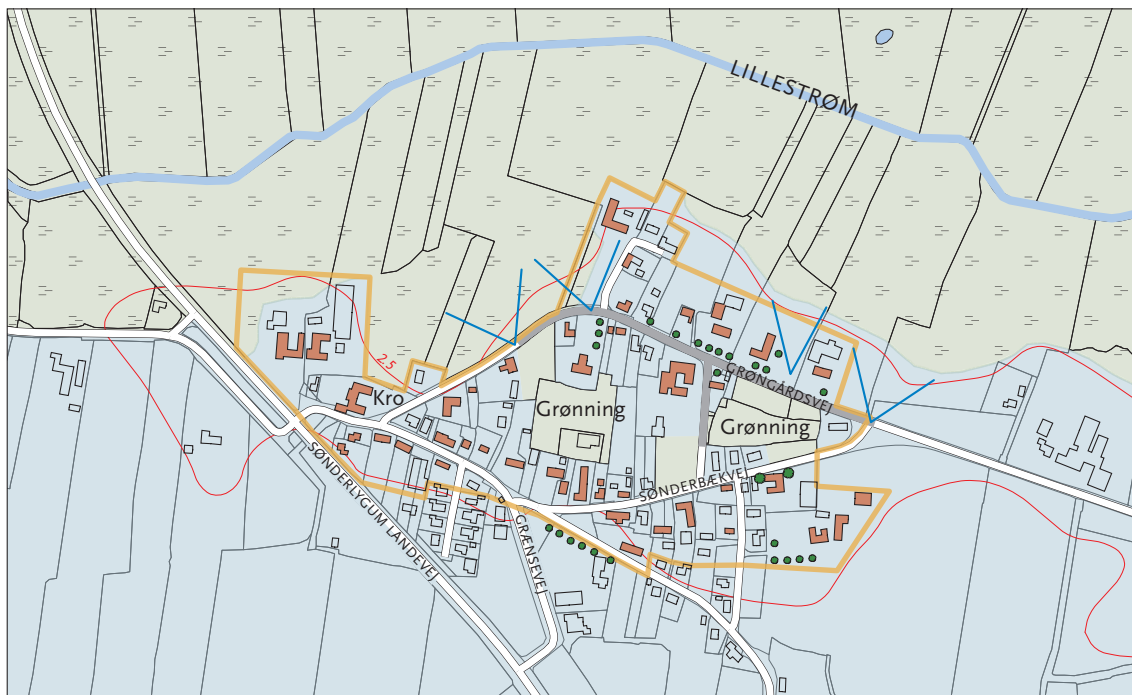 LILLESTRØM
2.5
Kro
Grønning
GRØNGÅRDSVEJ
Grønning
SØNDERBÆKVEJ
SØNDERLYGUM LANDEVEJ
GRÆNSEVEJ